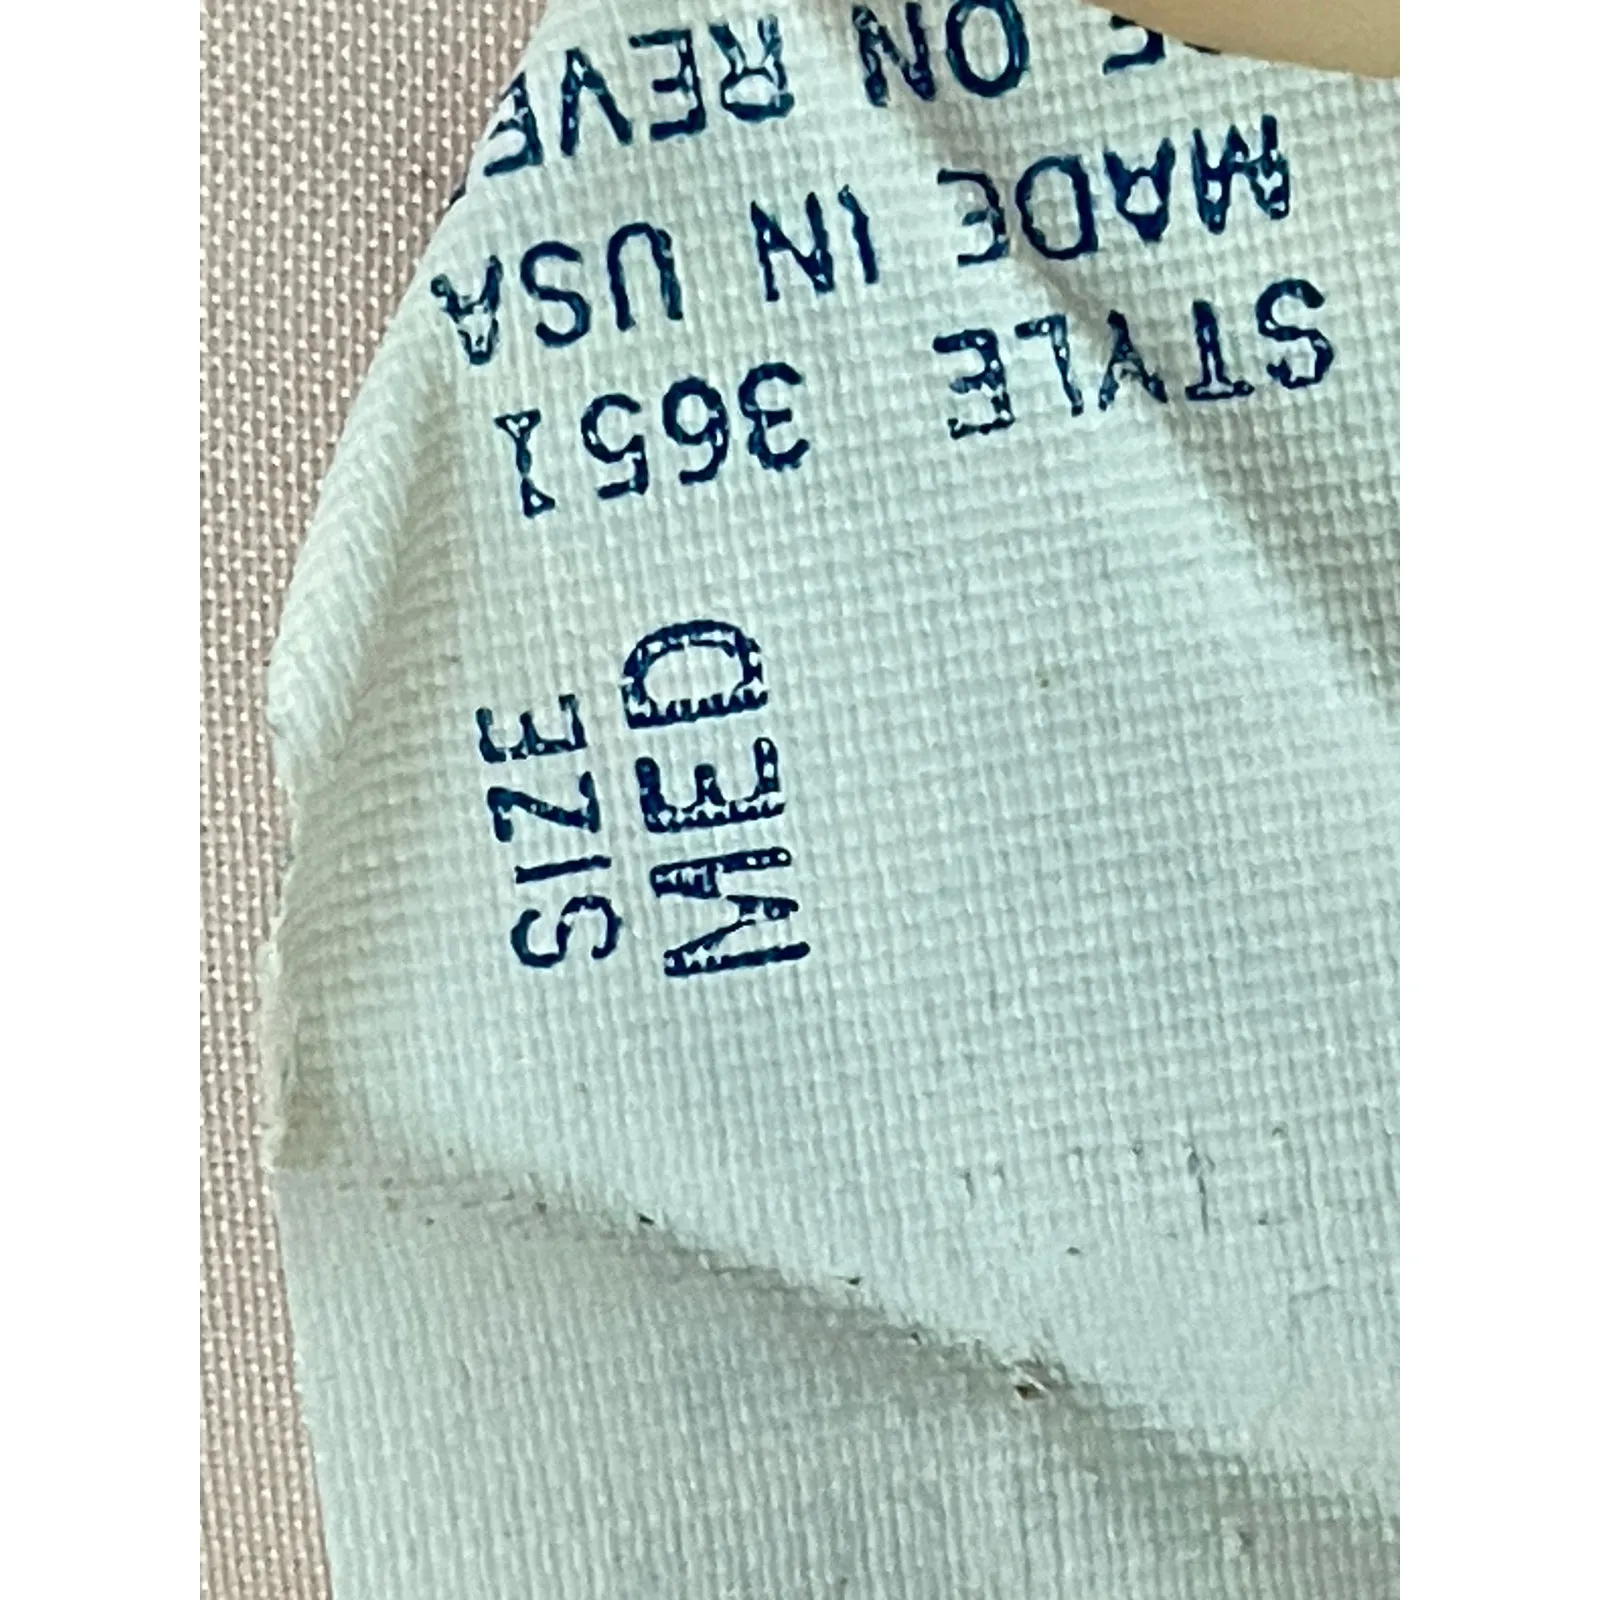 SIZE
MED
STYLE 3651
MADE IN USA
ON REVE